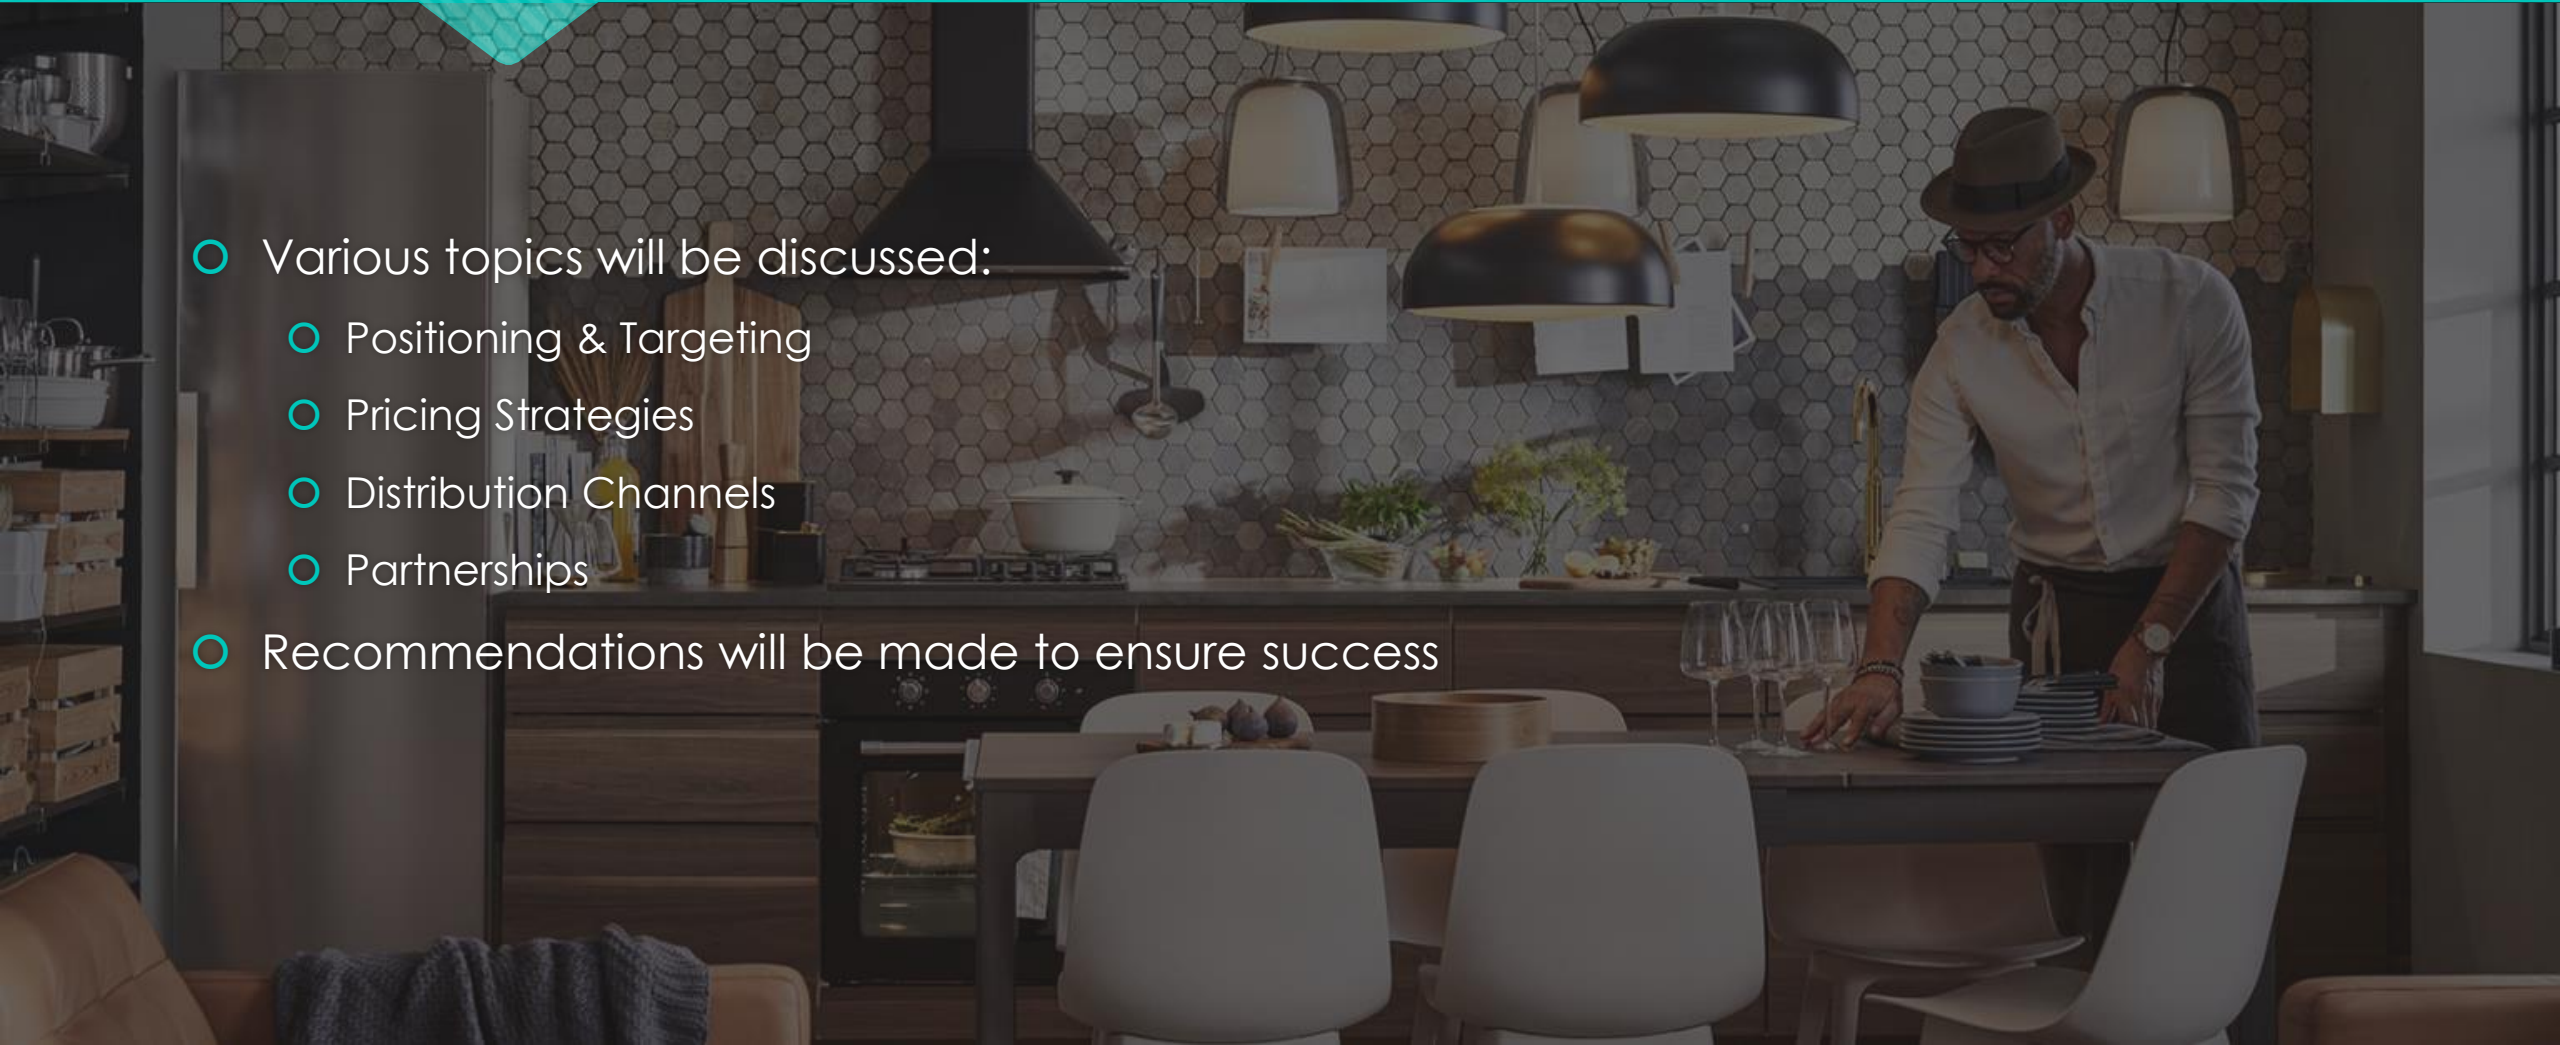 Various topics will be discussed:
Positioning & Targeting
Pricing Strategies
Distribution Channels
Partnerships
Recommendations will be made to ensure success